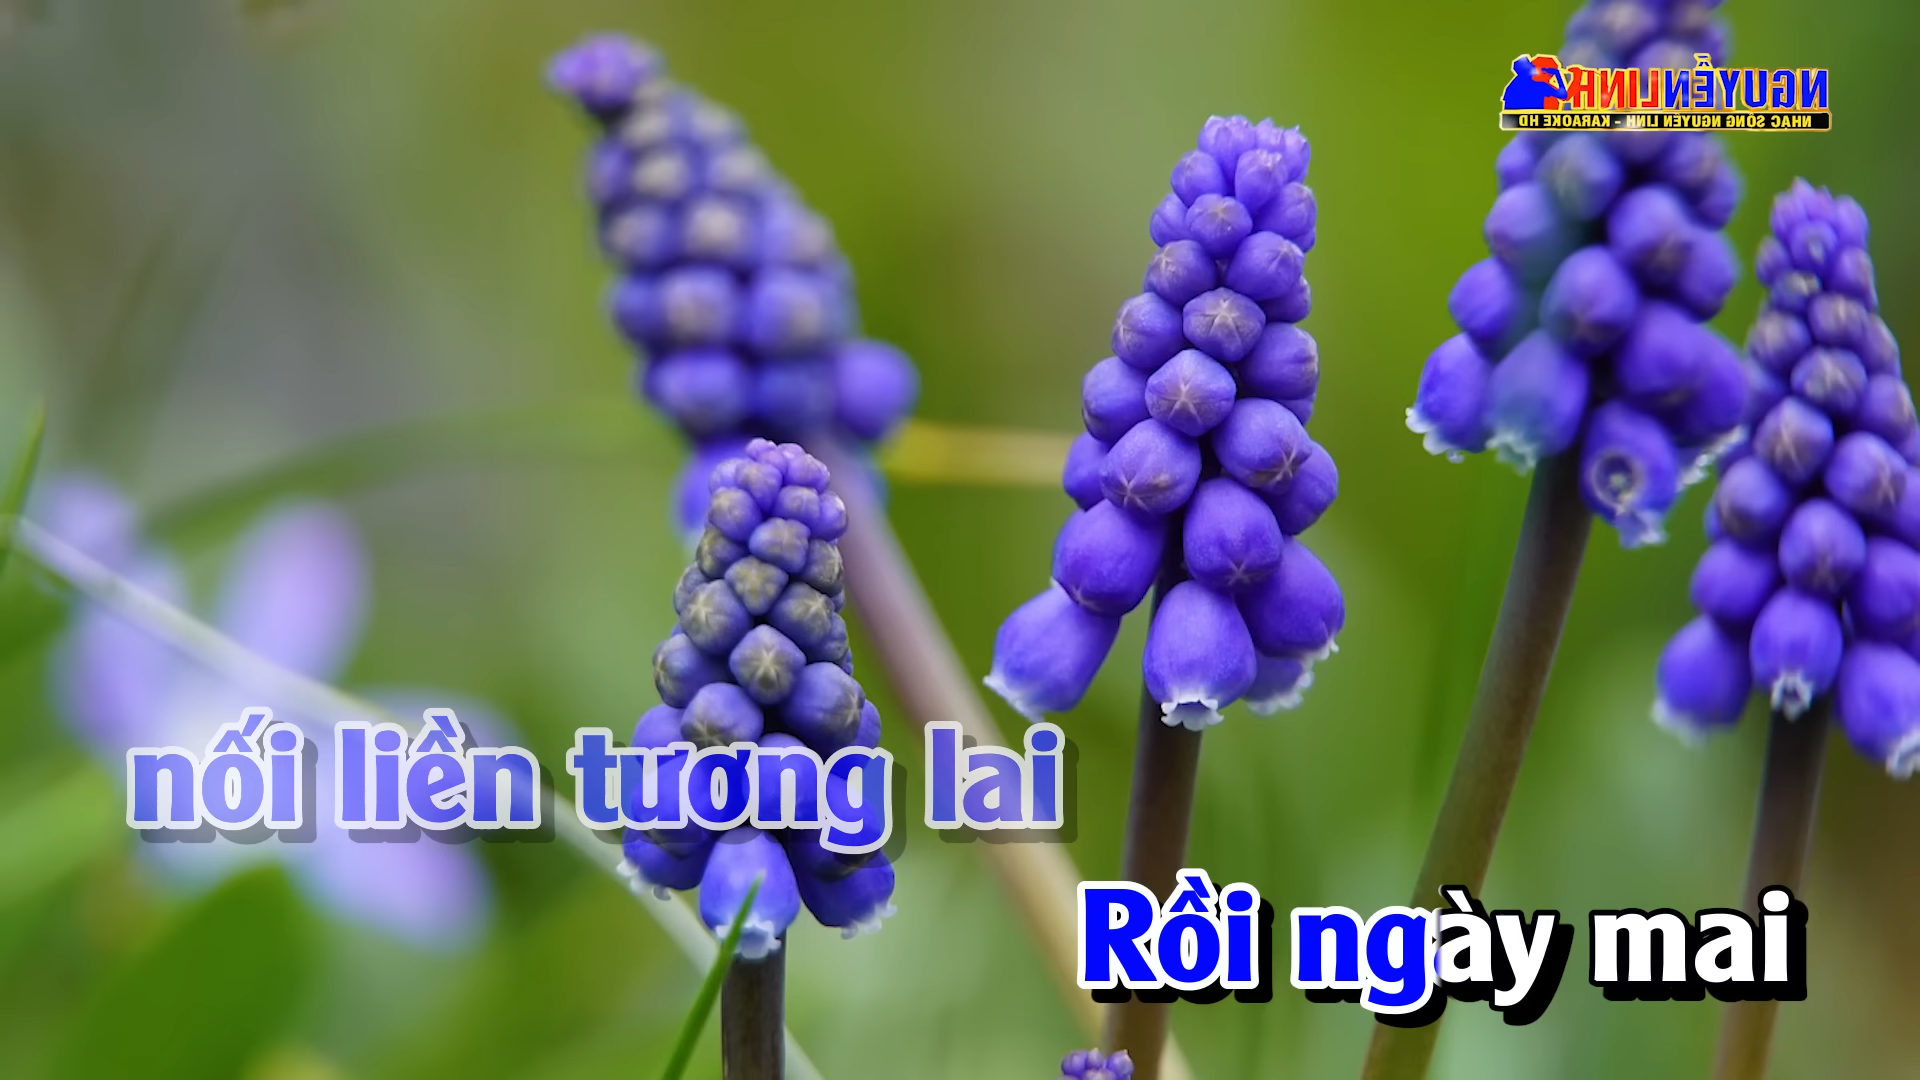 NGUYỄN LINH
NHẠC SỐNG NGUYỄN LINH - KARAOKE HD
nối liền tương lai
Rồi ngày mai